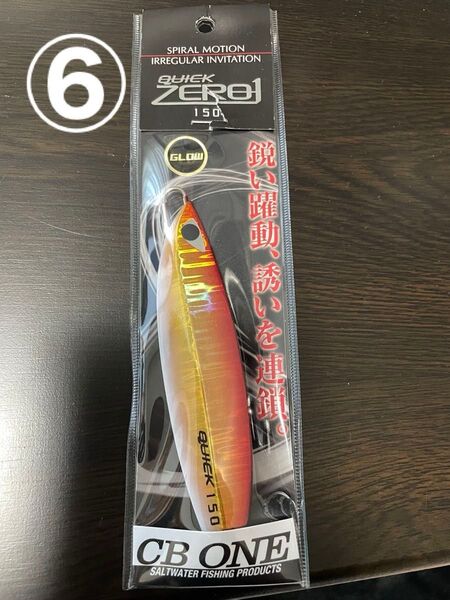 ⑥
SPIRAL MOTION
IRREGULAR INVITATION
QUICK
ZERO1
150
GLOW
鋭い躍動、誘いを連鎖。
QUICK 150
CB ONE
SALTWATER FISHING PRODUCTS